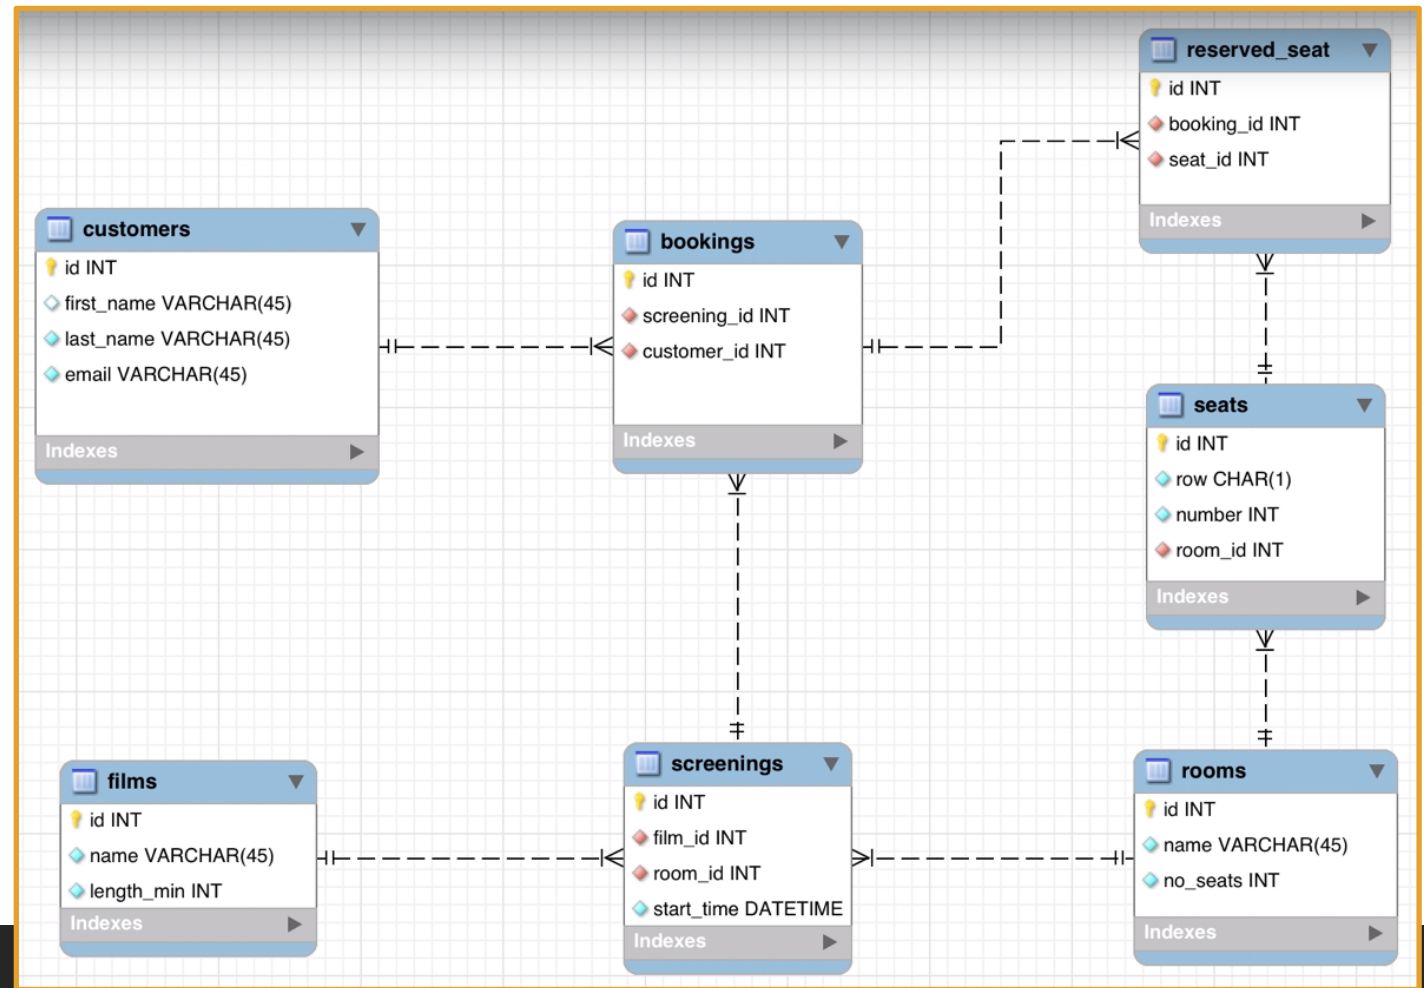 reserved_seat
id INT
booking_id INT
seat_id INT
Indexes
customers
id INT
first_name VARCHAR(45)
last_name VARCHAR(45)
email VARCHAR(45)
Indexes
bookings
id INT
screening_id INT
customer_id INT
Indexes
seats
id INT
row CHAR(1)
number INT
room_id INT
Indexes
films
id INT
name VARCHAR(45)
length_min INT
Indexes
screenings
id INT
film_id INT
room_id INT
start_time DATETIME
Indexes
rooms
id INT
name VARCHAR(45)
no_seats INT
Indexes